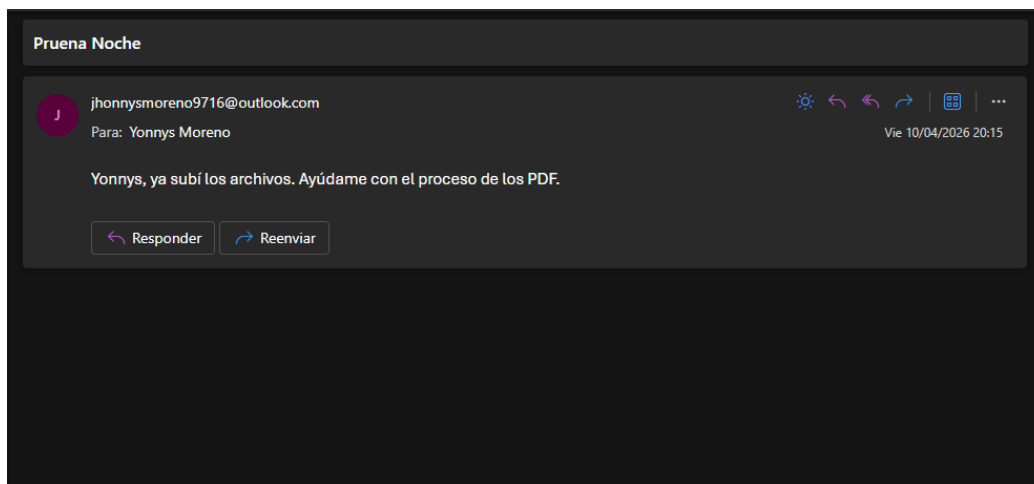 Pruena Noche
J
jhonnysmoreno9716@outlook.com
Para: Yonnys Moreno
Vie 10/04/2026 20:15
Yonnys, ya subí los archivos. Ayúdame con el proceso de los PDF.
Responder
Reenviar